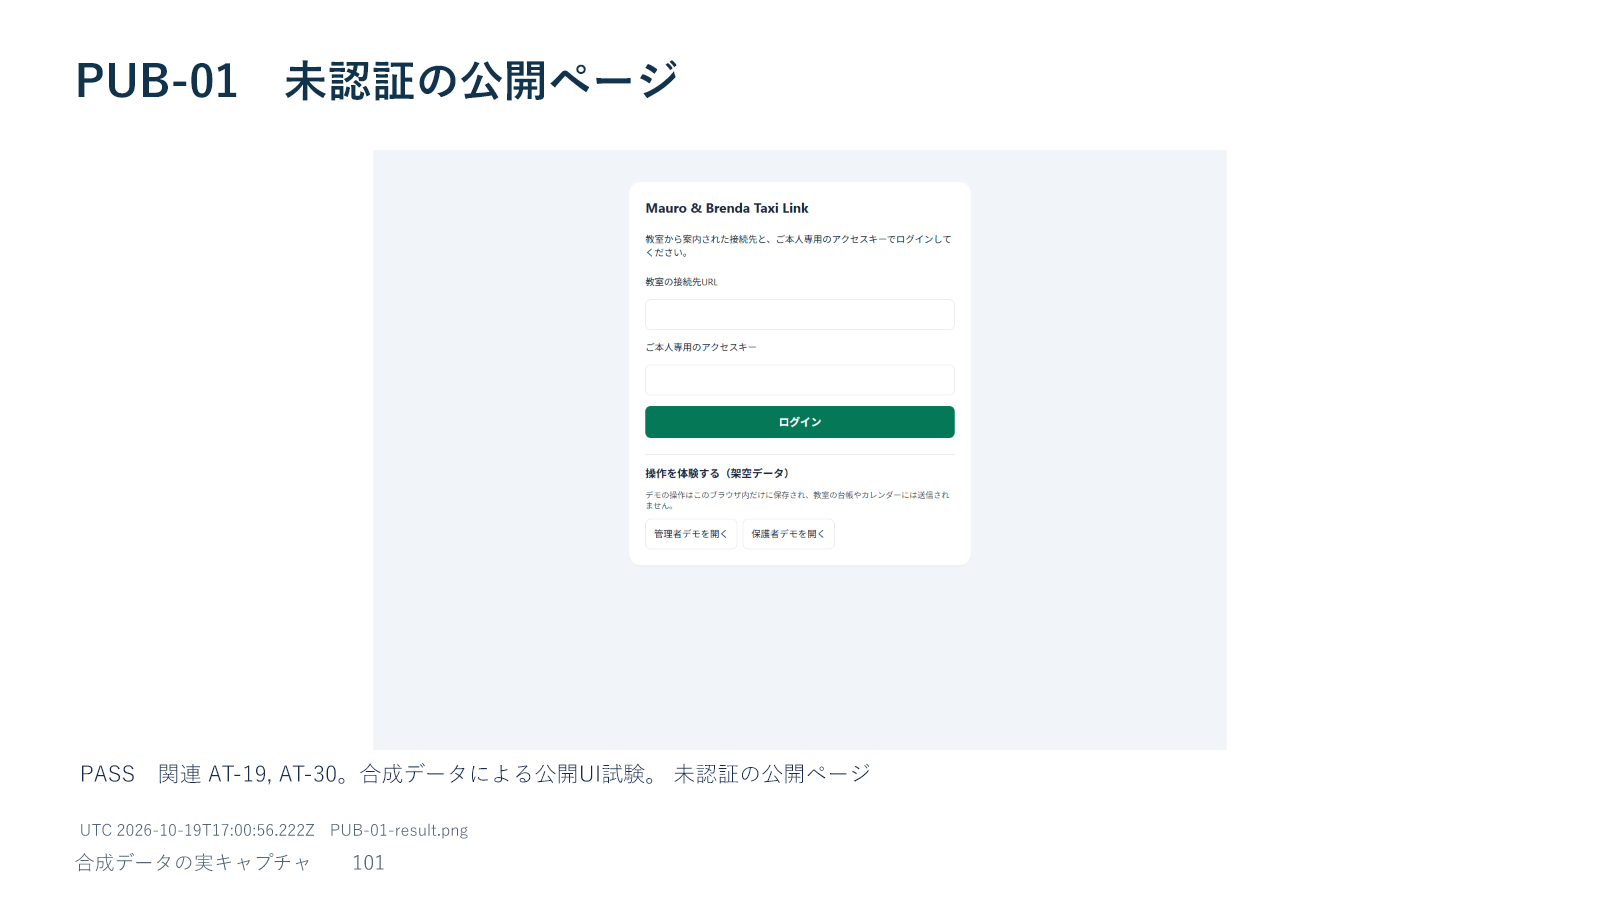 PUB-01　未認証の公開ページ
Mauro & Brenda Taxi Link
教室から案内された接続先と、ご本人専用のアクセスキーでログインして
ください。
教室の接続先URL
ご本人専用のアクセスキー
ログイン
操作を体験する（架空データ）
デモの操作はこのブラウザ内だけに保存され、教室の台帳やカレンダーには送信され
ません。
管理者デモを開く　保護者デモを開く
PASS　関連 AT-19, AT-30。合成データによる公開UI試験。 未認証の公開ページ
UTC 2026-10-19T17:00:56.222Z　PUB-01-result.png
合成データの実キャプチャ　　101